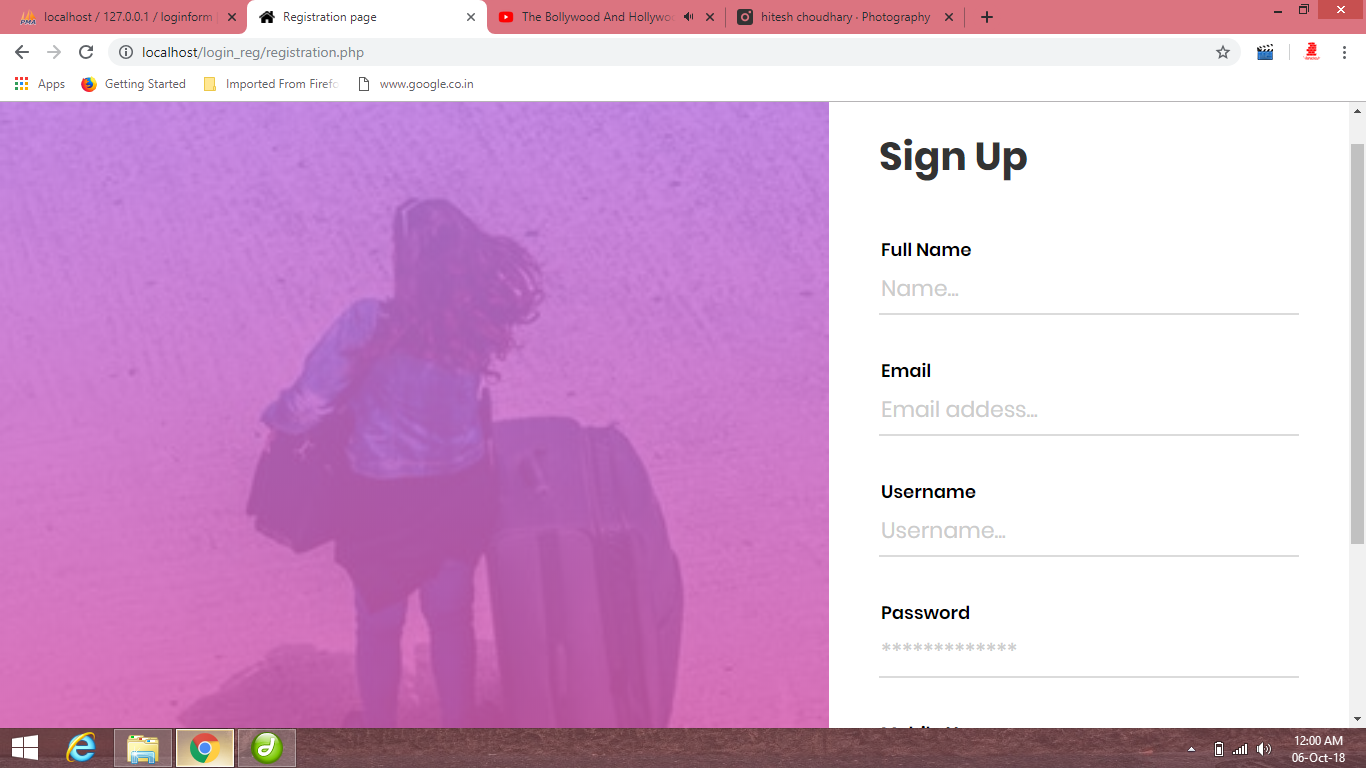 localhost / 127.0.0.1 / loginform
Registration page
The Bollywood And Hollywoo
hitesh choudhary · Photography
localhost/login_reg/registration.php
Apps
Getting Started
Imported From Firefo
www.google.co.in
Sign Up
Full Name
Name...
Email
Email addess...
Username
Username...
Password
*************
12:00 AM
06-Oct-18